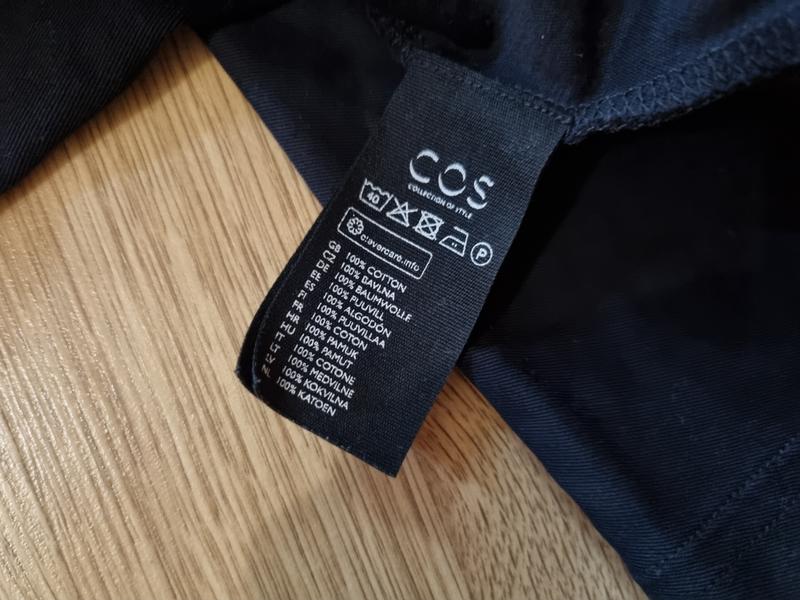 COS
COLLECTION OF STYLE
40
P
clevercare.info
GB 100% COTTON
CZ 100% BAVLNA
DE 100% BAUMWOLLE
EE 100% PUUVILL
ES 100% ALGODÓN
FI 100% PUUVILLAA
FR 100% COTON
HR 100% PAMUK
HU 100% PAMUT
IT 100% COTONE
LT 100% MEDVILNE
LV 100% KOKVILNA
NL 100% KATOEN